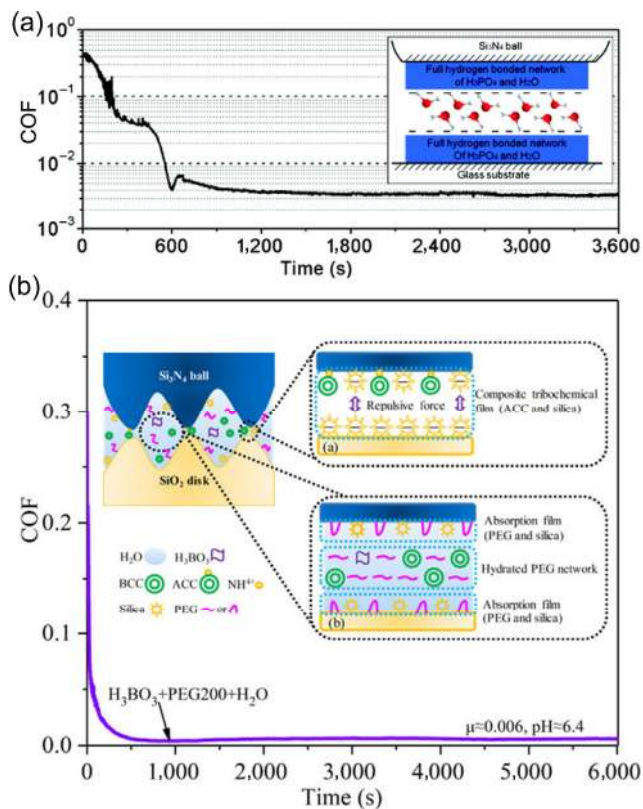 (a)
10⁰
10⁻¹
10⁻²
10⁻³
COF
Si₃N₄ ball
Full hydrogen bonded network
of H₃PO₄ and H₂O
Full hydrogen bonded network
Of H₃PO₄ and H₂O
Glass substrate
0
600
1,200
1,800
2,400
3,000
3,600
Time (s)
(b)
0.4
0.3
0.2
0.1
0.0
COF
Si₃N₄ ball
SiO₂ disk
H₂O
H₃BO₃
BCC
ACC
NH⁴⁺
Silica
PEG
or
Repulsive force
Composite tribochemical
film (ACC and silica)
(a)
Absorption film
(PEG and silica)
Hydrated PEG network
Absorption film
(PEG and silica)
(b)
H₃BO₃+PEG200+H₂O
μ≈0.006, pH≈6.4
0
1,000
2,000
3,000
4,000
5,000
6,000
Time (s)